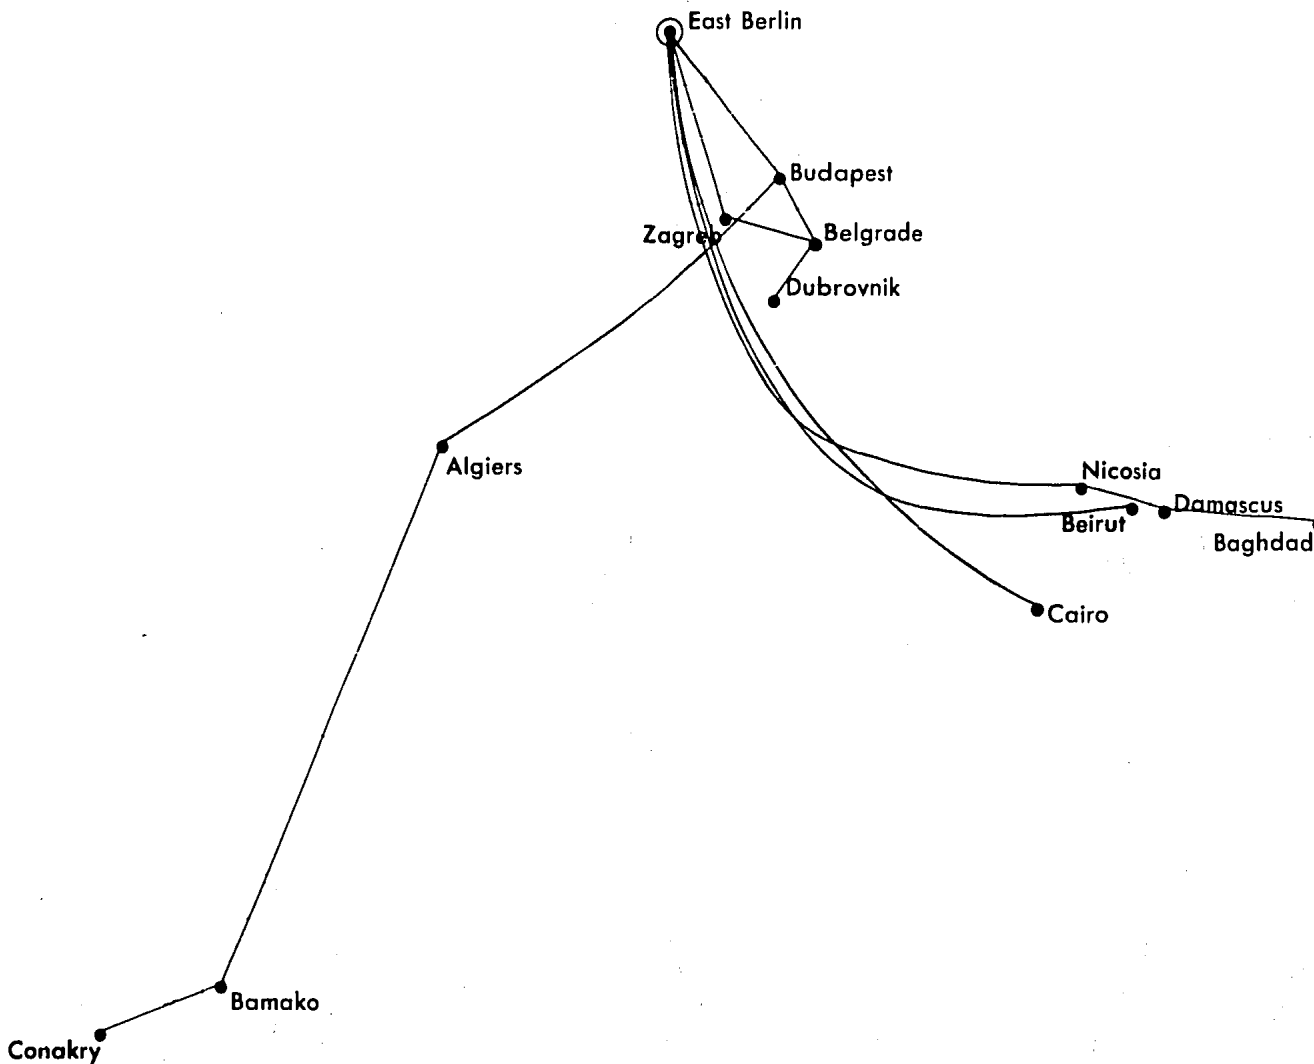 East Berlin
Budapest
Zagreb
Belgrade
Dubrovnik
Algiers
Nicosia
Damascus
Beirut
Baghdad
Cairo
Bamako
Conakry